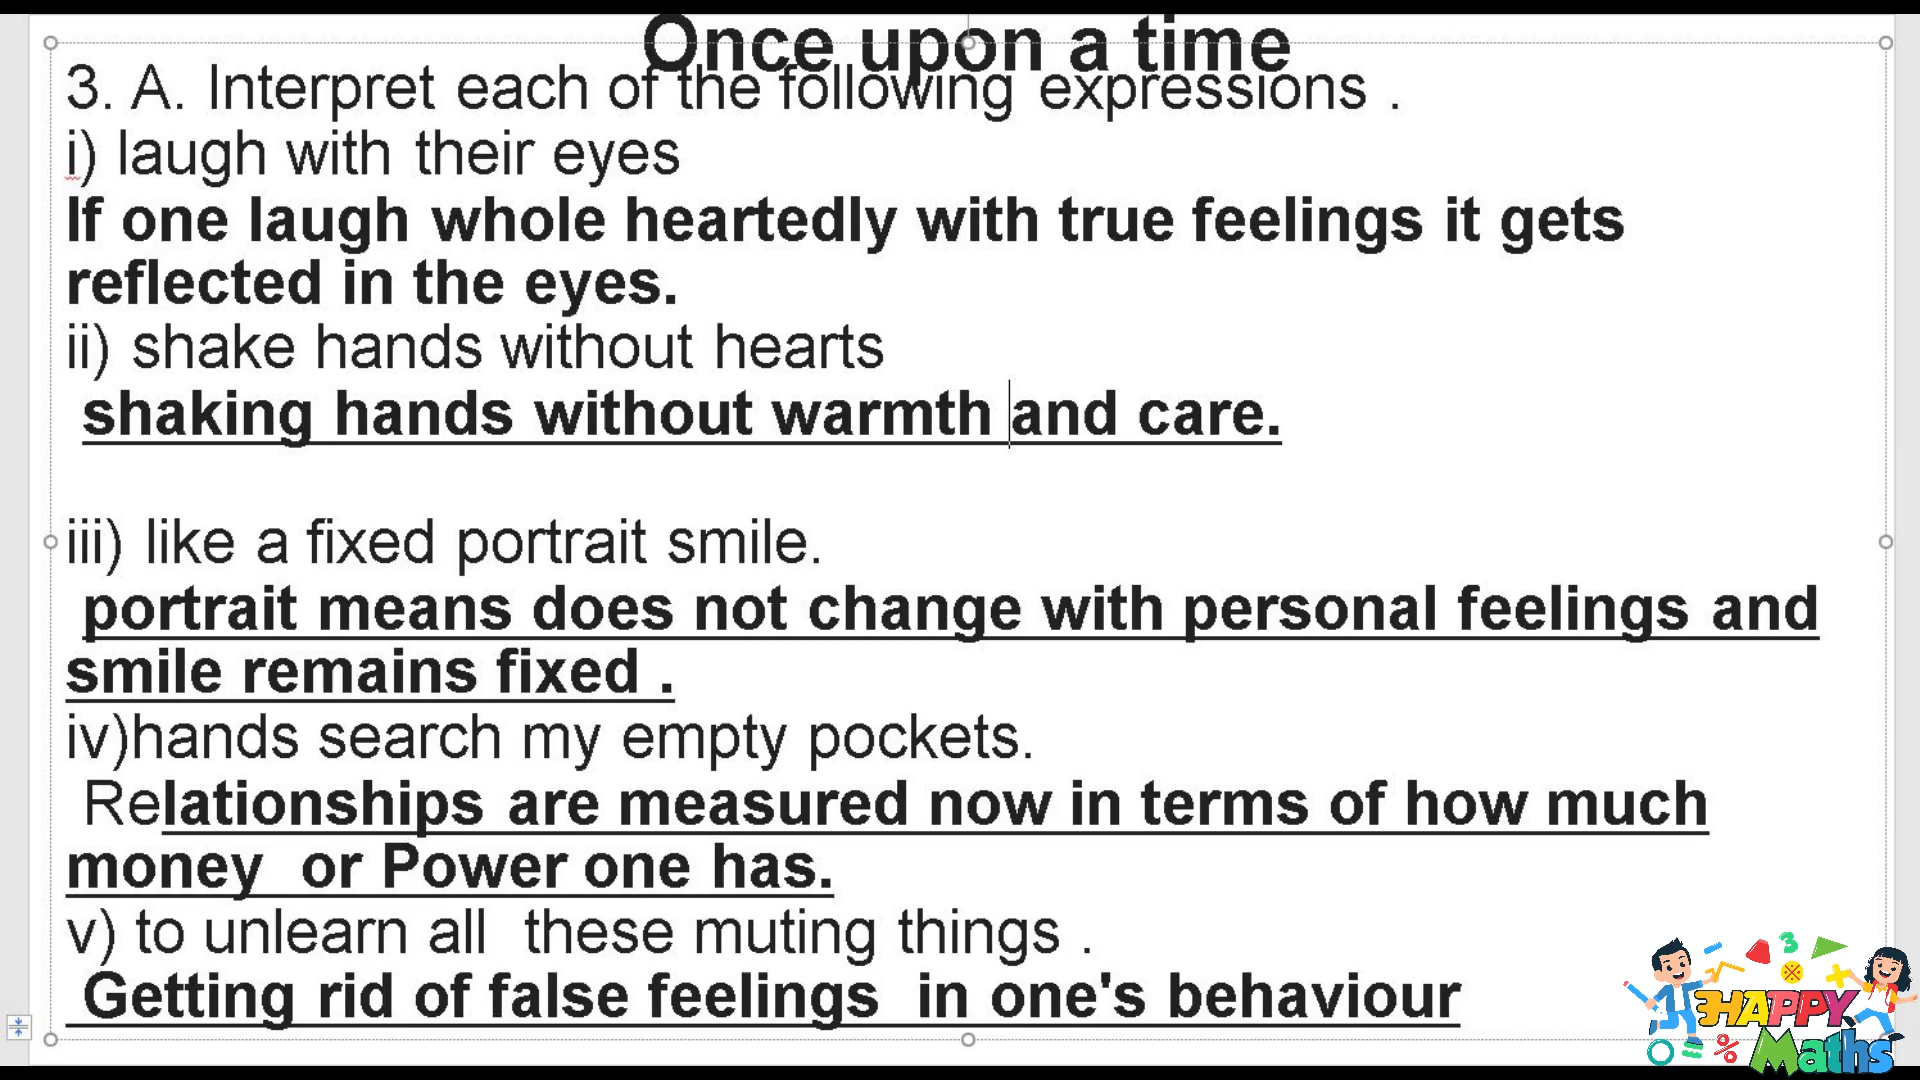 Once upon a time
3. A. Interpret each of the following expressions .
i) laugh with their eyes
If one laugh whole heartedly with true feelings it gets
reflected in the eyes.
ii) shake hands without hearts
shaking hands without warmth and care.
iii) like a fixed portrait smile.
portrait means does not change with personal feelings and
smile remains fixed .
iv)hands search my empty pockets.
Relationships are measured now in terms of how much
money  or Power one has.
v) to unlearn all  these muting things .
Getting rid of false feelings  in one's behaviour
3
HAPPY
Maths
%